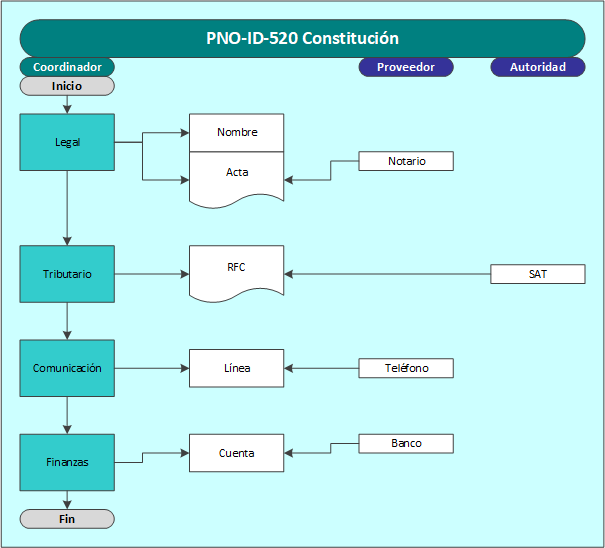 PNO-ID-520 Constitución
Coordinador
Proveedor
Autoridad
Inicio
Legal
Nombre
Acta
Notario
Tributario
RFC
SAT
Comunicación
Línea
Teléfono
Finanzas
Cuenta
Banco
Fin